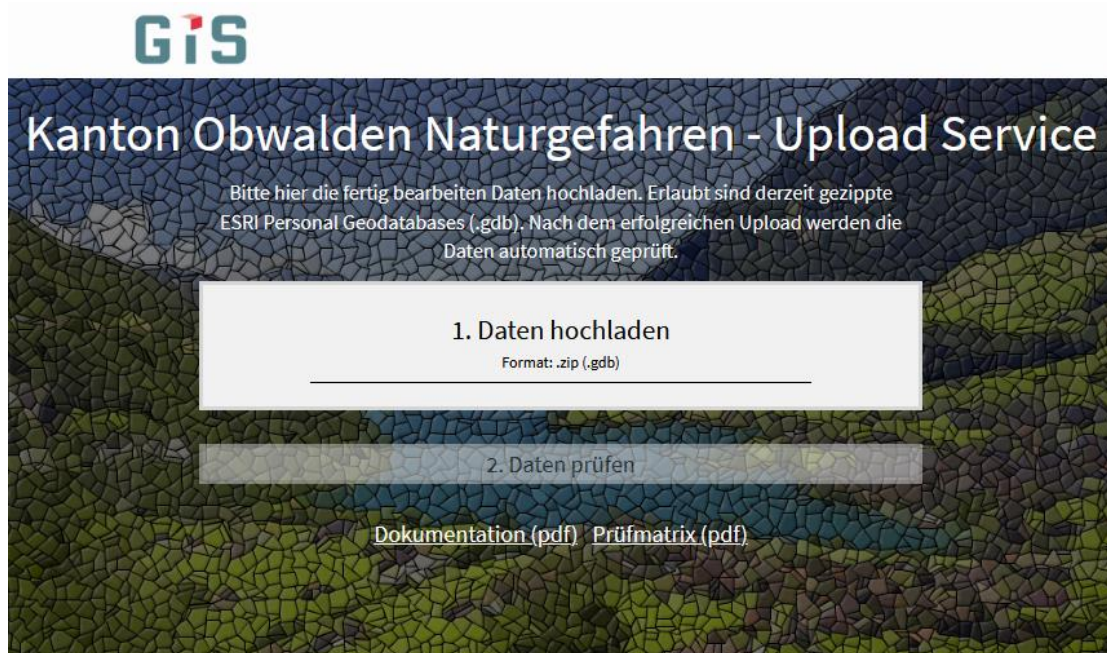 GiS
Kanton Obwalden Naturgefahren - Upload Service
Bitte hier die fertig bearbeiten Daten hochladen. Erlaubt sind derzeit gezippte
ESRI Personal Geodatabases (.gdb). Nach dem erfolgreichen Upload werden die
Daten automatisch geprüft.
1. Daten hochladen
Format: .zip (.gdb)
2. Daten prüfen
Dokumentation (pdf) Prüfmatrix (pdf)